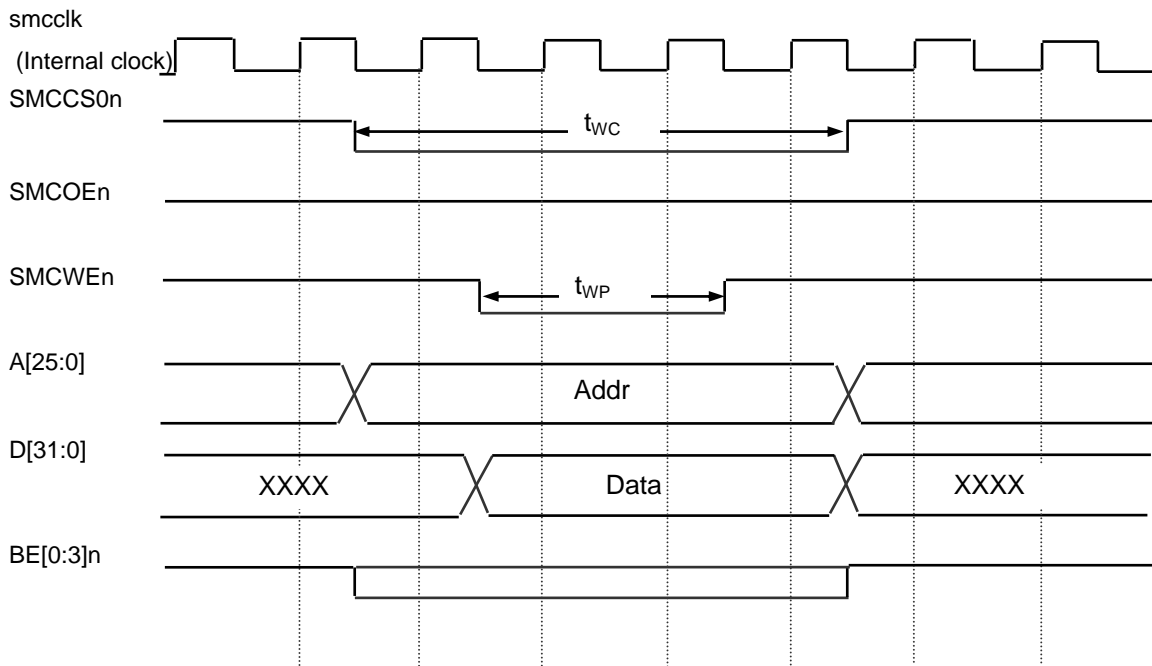 smcclk
(Internal clock)
SMCCS0n
tWC
SMCOEn
SMCWEn
tWP
A[25:0]
Addr
D[31:0]
XXXX Data XXXX
BE[0:3]n